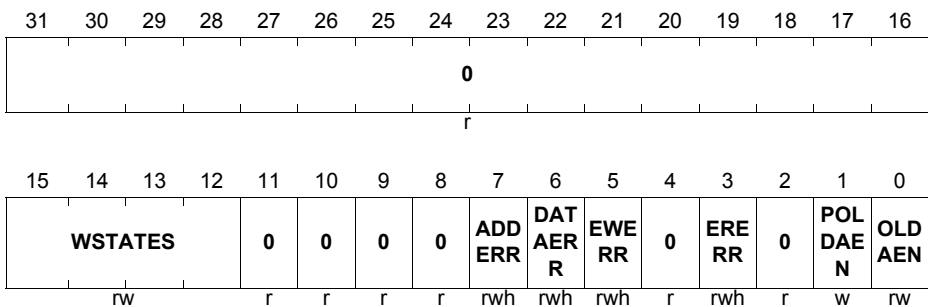 31 30 29 28 27 26 25 24 23 22 21 20 19 18 17 16
0
r
15 14 13 12 11 10 9 8 7 6 5 4 3 2 1 0
WSTATES 0 0 0 0 ADD ERR DAT AER R EWE RR 0 ERE RR 0 POL DAE N OLD AEN
rw r r r r rwh rwh rwh r rwh r w rw